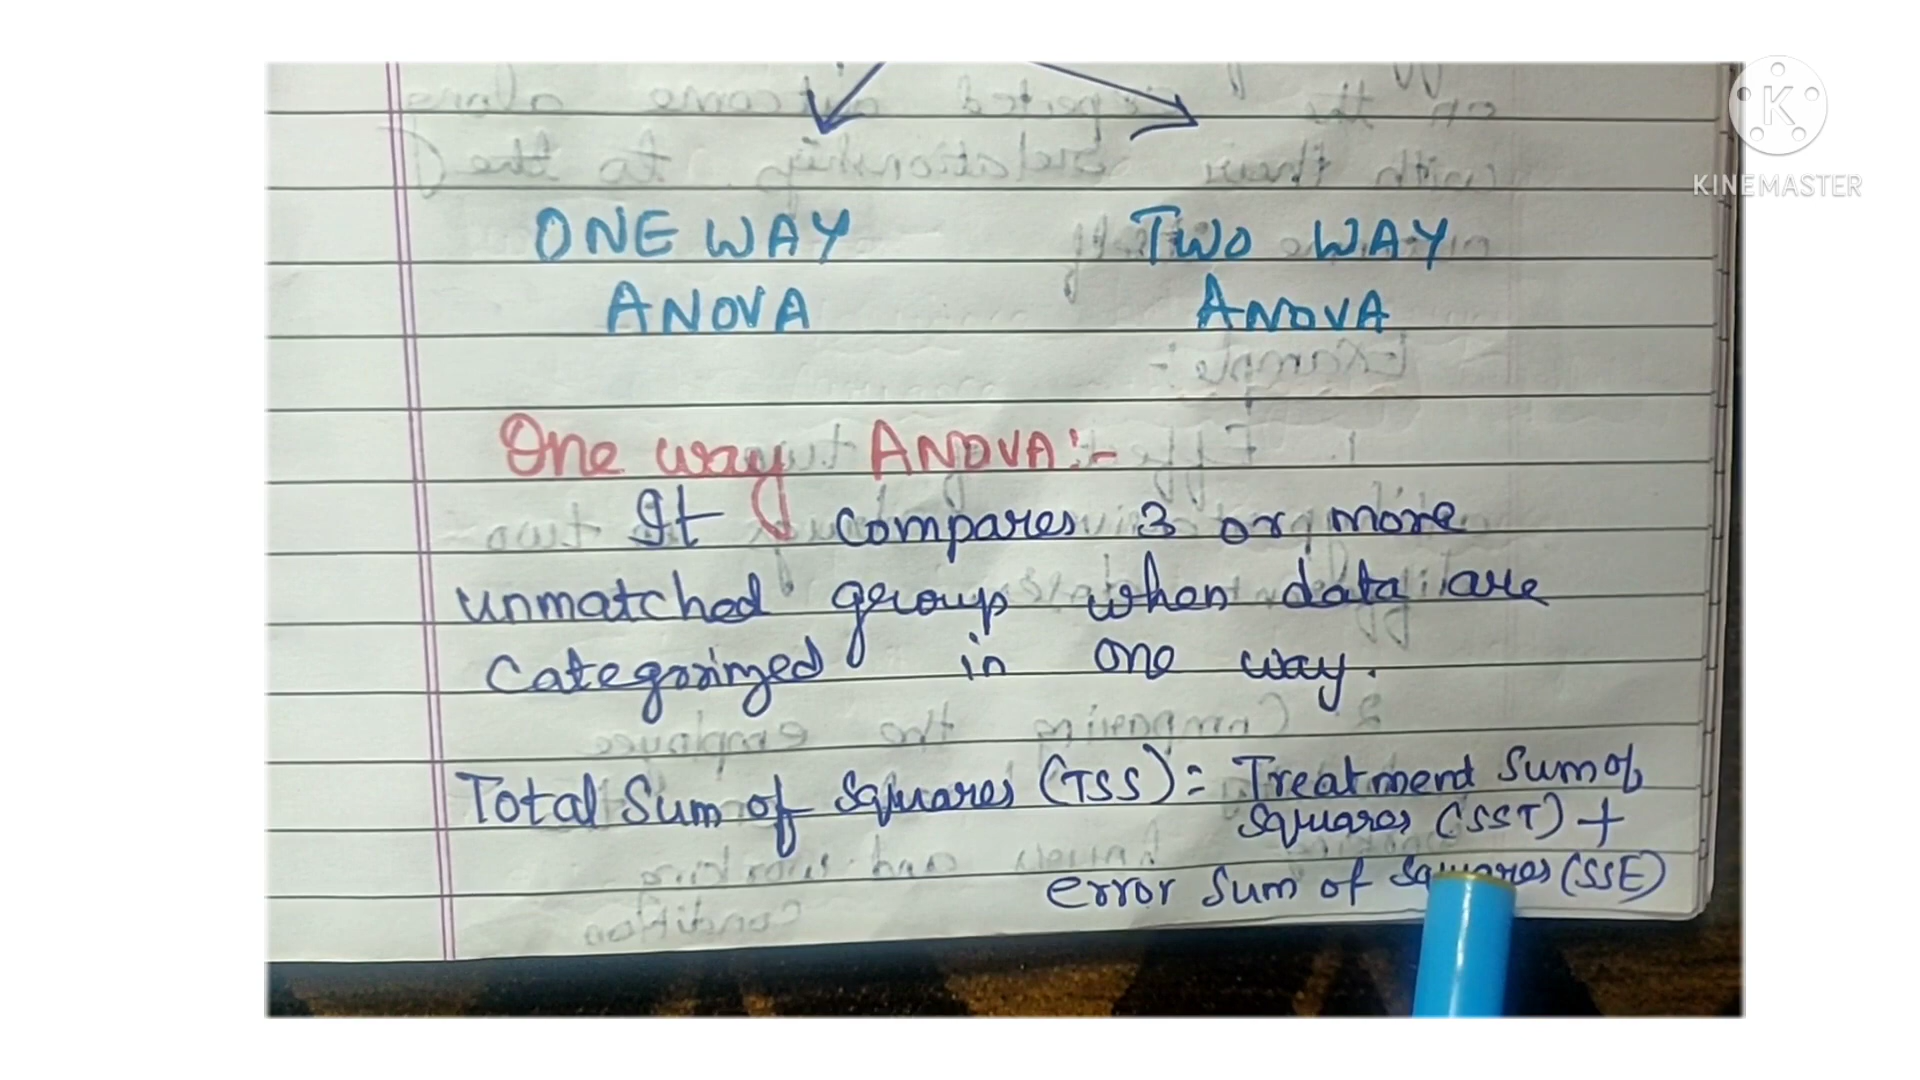 ONE WAY
ANOVA
TWO WAY
ANOVA
One way ANOVA:-
It compares 3 or more
unmatched group when data are
categorized in one way.
Total Sum of Squares (TSS) = Treatment Sum of
Squares (SST) +
error Sum of Squares (SSE)
KINEMASTER